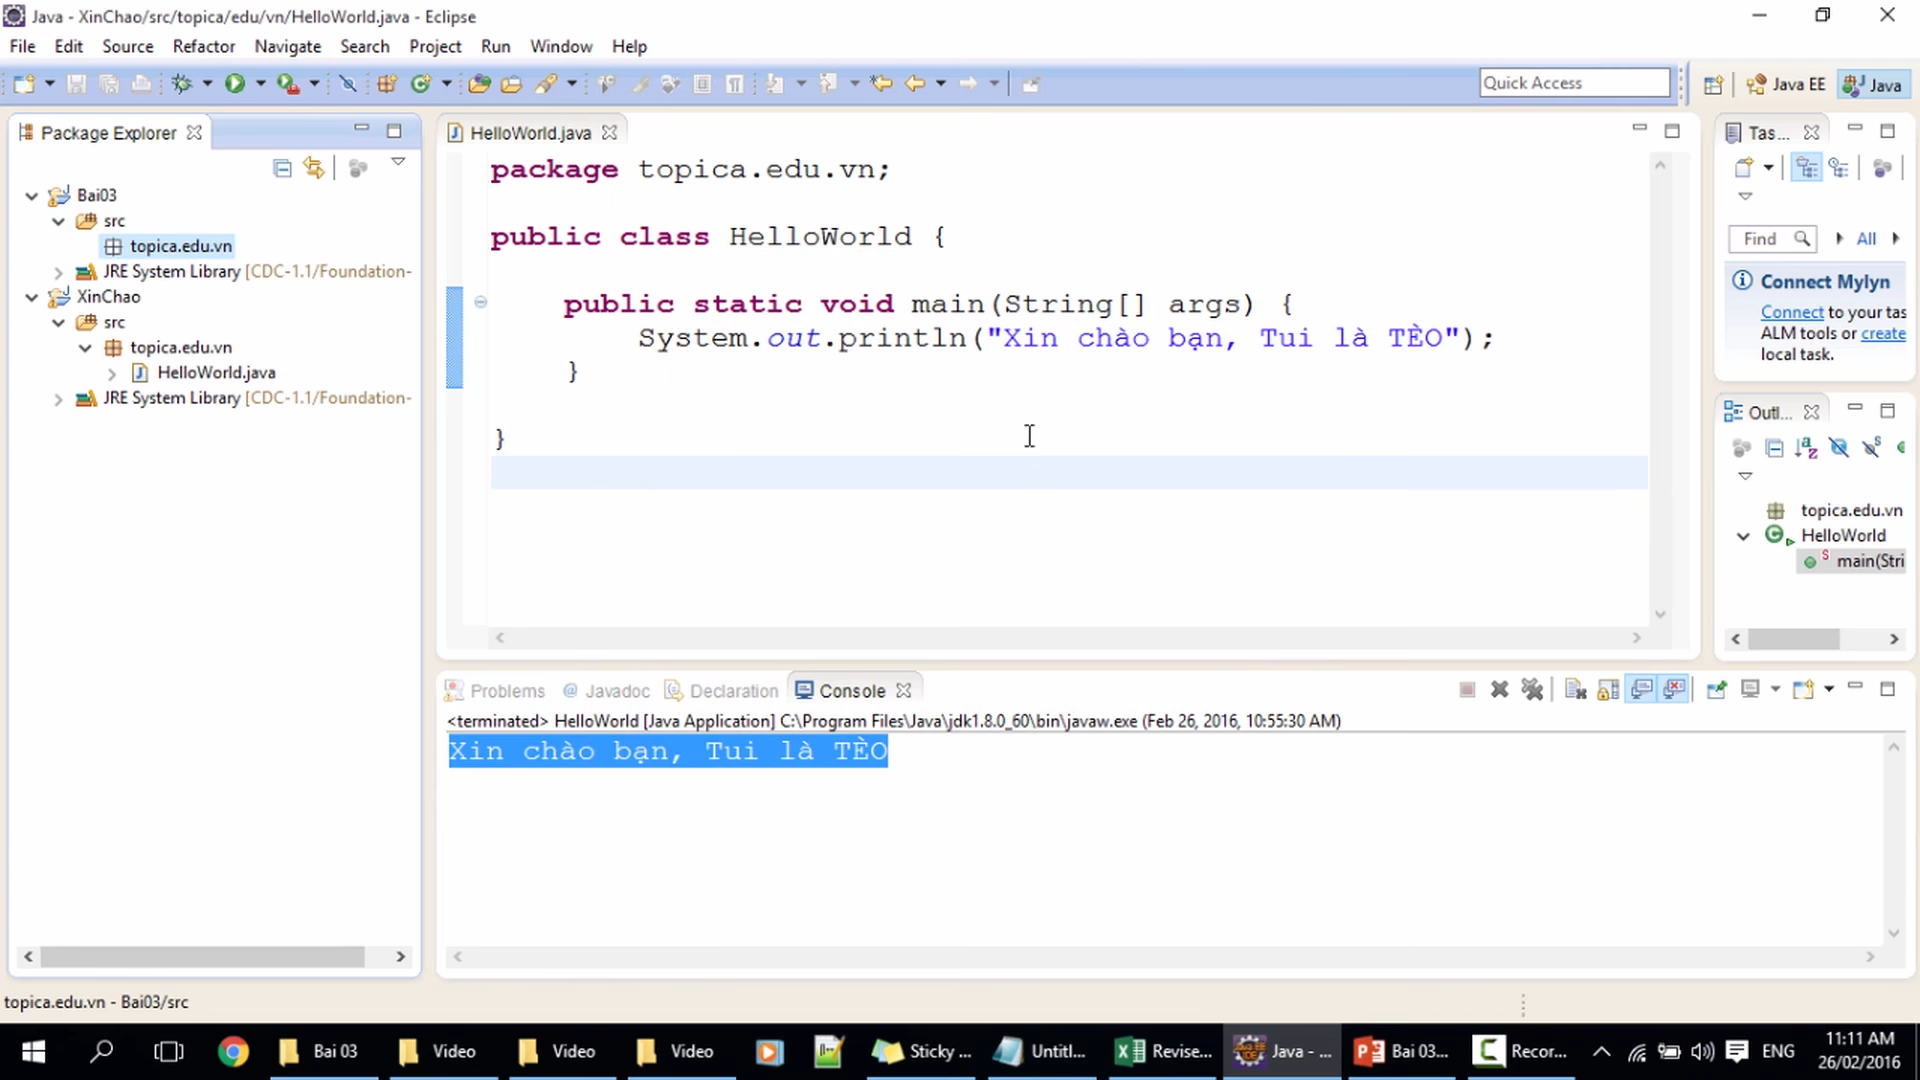 Java - XinChao/src/topica/edu/vn/HelloWorld.java - Eclipse
File Edit Source Refactor Navigate Search Project Run Window Help
Quick Access
Java EE
Java
Package Explorer
Bai03
src
topica.edu.vn
JRE System Library [CDC-1.1/Foundation-
XinChao
src
topica.edu.vn
HelloWorld.java
JRE System Library [CDC-1.1/Foundation-
HelloWorld.java
package topica.edu.vn;
public class HelloWorld {
public static void main(String[] args) {
System.out.println("Xin chào bạn, Tui là TÈO");
}
}
Tas...
Find
All
Connect Mylyn
Connect to your tas
ALM tools or create
local task.
Outl...
topica.edu.vn
HelloWorld
main(Stri
Problems @ Javadoc Declaration Console
<terminated> HelloWorld [Java Application] C:\Program Files\Java\jdk1.8.0_60\bin\javaw.exe (Feb 26, 2016, 10:55:30 AM)
Xin chào bạn, Tui là TÈO
topica.edu.vn - Bai03/src
Bai 03
Video
Video
Video
Sticky ...
Untitl...
Revise...
Java - ...
Bai 03...
Recor...
ENG
11:11 AM
26/02/2016